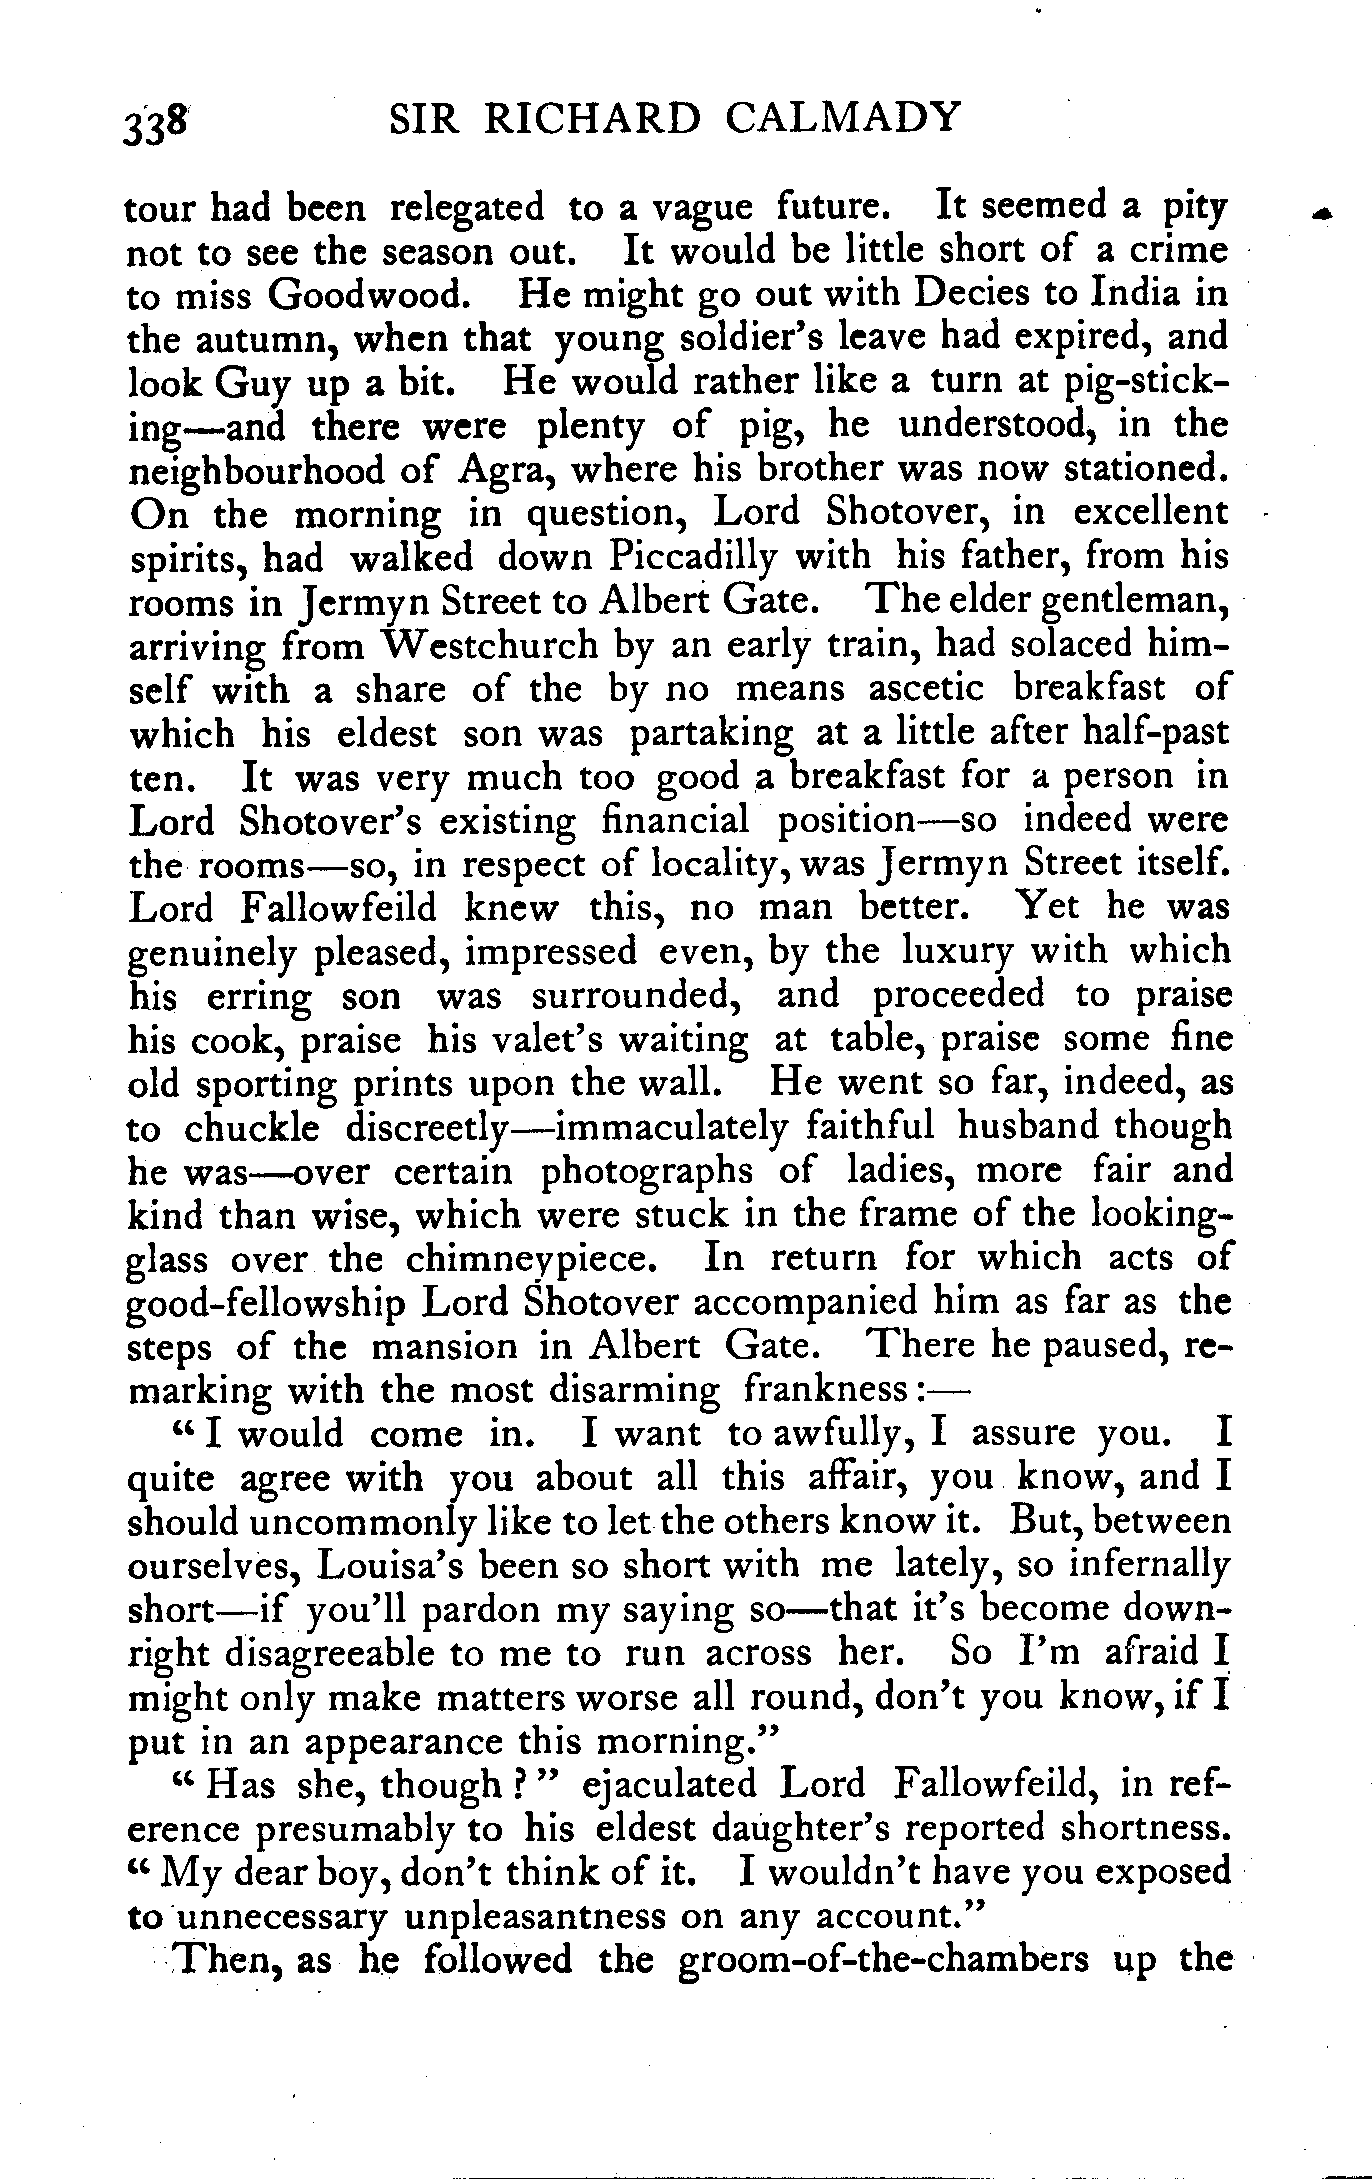 338 SIR RICHARD CALMADY
tour had been relegated to a vague future. It seemed a pity
not to see the season out. It would be little short of a crime
to miss Goodwood. He might go out with Decies to India in
the autumn, when that young soldier's leave had expired, and
look Guy up a bit. He would rather like a turn at pig-stick-
ing—and there were plenty of pig, he understood, in the
neighbourhood of Agra, where his brother was now stationed.
On the morning in question, Lord Shotover, in excellent
spirits, had walked down Piccadilly with his father, from his
rooms in Jermyn Street to Albert Gate. The elder gentleman,
arriving from Westchurch by an early train, had solaced him-
self with a share of the by no means ascetic breakfast of
which his eldest son was partaking at a little after half-past
ten. It was very much too good a breakfast for a person in
Lord Shotover's existing financial position—so indeed were
the rooms—so, in respect of locality, was Jermyn Street itself.
Lord Fallowfeild knew this, no man better. Yet he was
genuinely pleased, impressed even, by the luxury with which
his erring son was surrounded, and proceeded to praise
his cook, praise his valet's waiting at table, praise some fine
old sporting prints upon the wall. He went so far, indeed, as
to chuckle discreetly—immaculately faithful husband though
he was—over certain photographs of ladies, more fair and
kind than wise, which were stuck in the frame of the looking-
glass over the chimneypiece. In return for which acts of
good-fellowship Lord Shotover accompanied him as far as the
steps of the mansion in Albert Gate. There he paused, re-
marking with the most disarming frankness:—
“I would come in. I want to awfully, I assure you. I
quite agree with you about all this affair, you know, and I
should uncommonly like to let the others know it. But, between
ourselves, Louisa's been so short with me lately, so infernally
short—if you'll pardon my saying so—that it's become down-
right disagreeable to me to run across her. So I'm afraid I
might only make matters worse all round, don't you know, if I
put in an appearance this morning.”
“Has she, though?” ejaculated Lord Fallowfeild, in ref-
erence presumably to his eldest daughter's reported shortness.
“My dear boy, don't think of it. I wouldn't have you exposed
to unnecessary unpleasantness on any account.”
Then, as he followed the groom-of-the-chambers up the